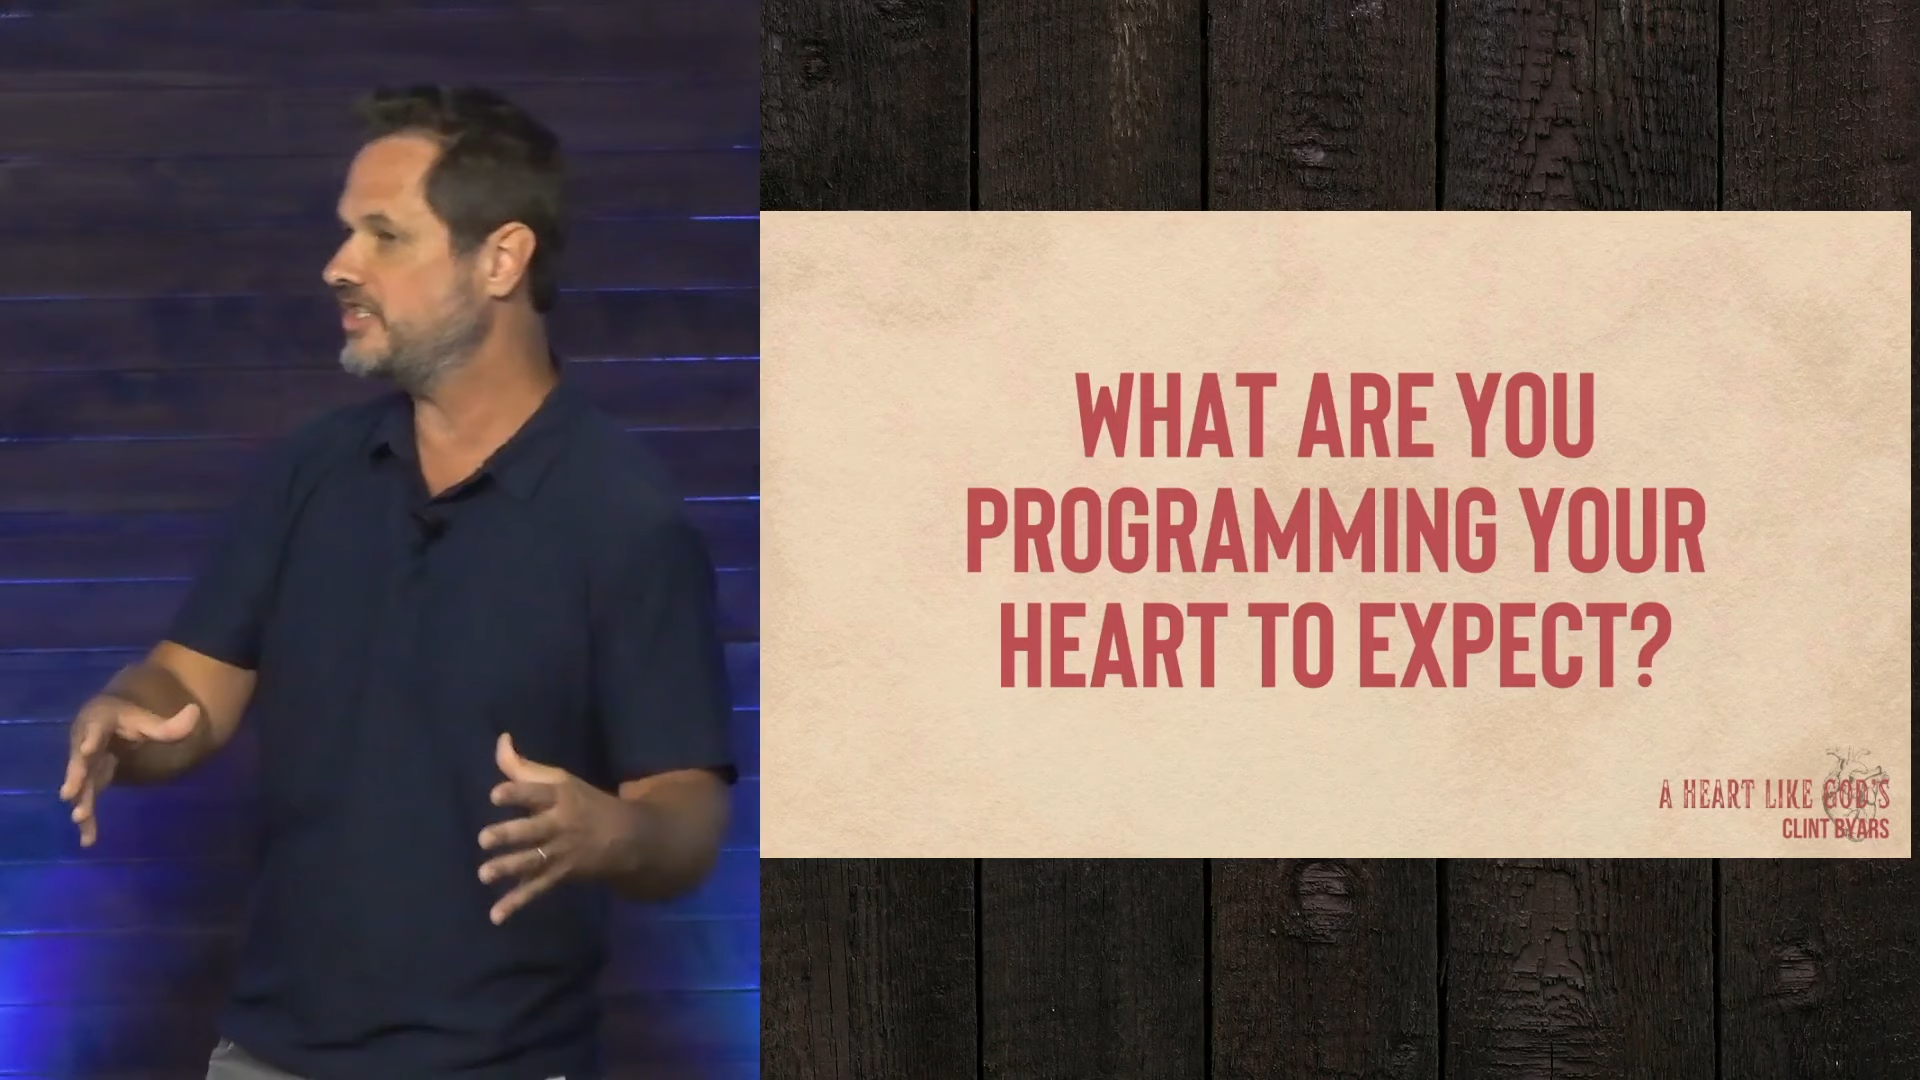 WHAT ARE YOU
PROGRAMMING YOUR
HEART TO EXPECT?
A HEART LIKE GOD'S
CLINT BYARS